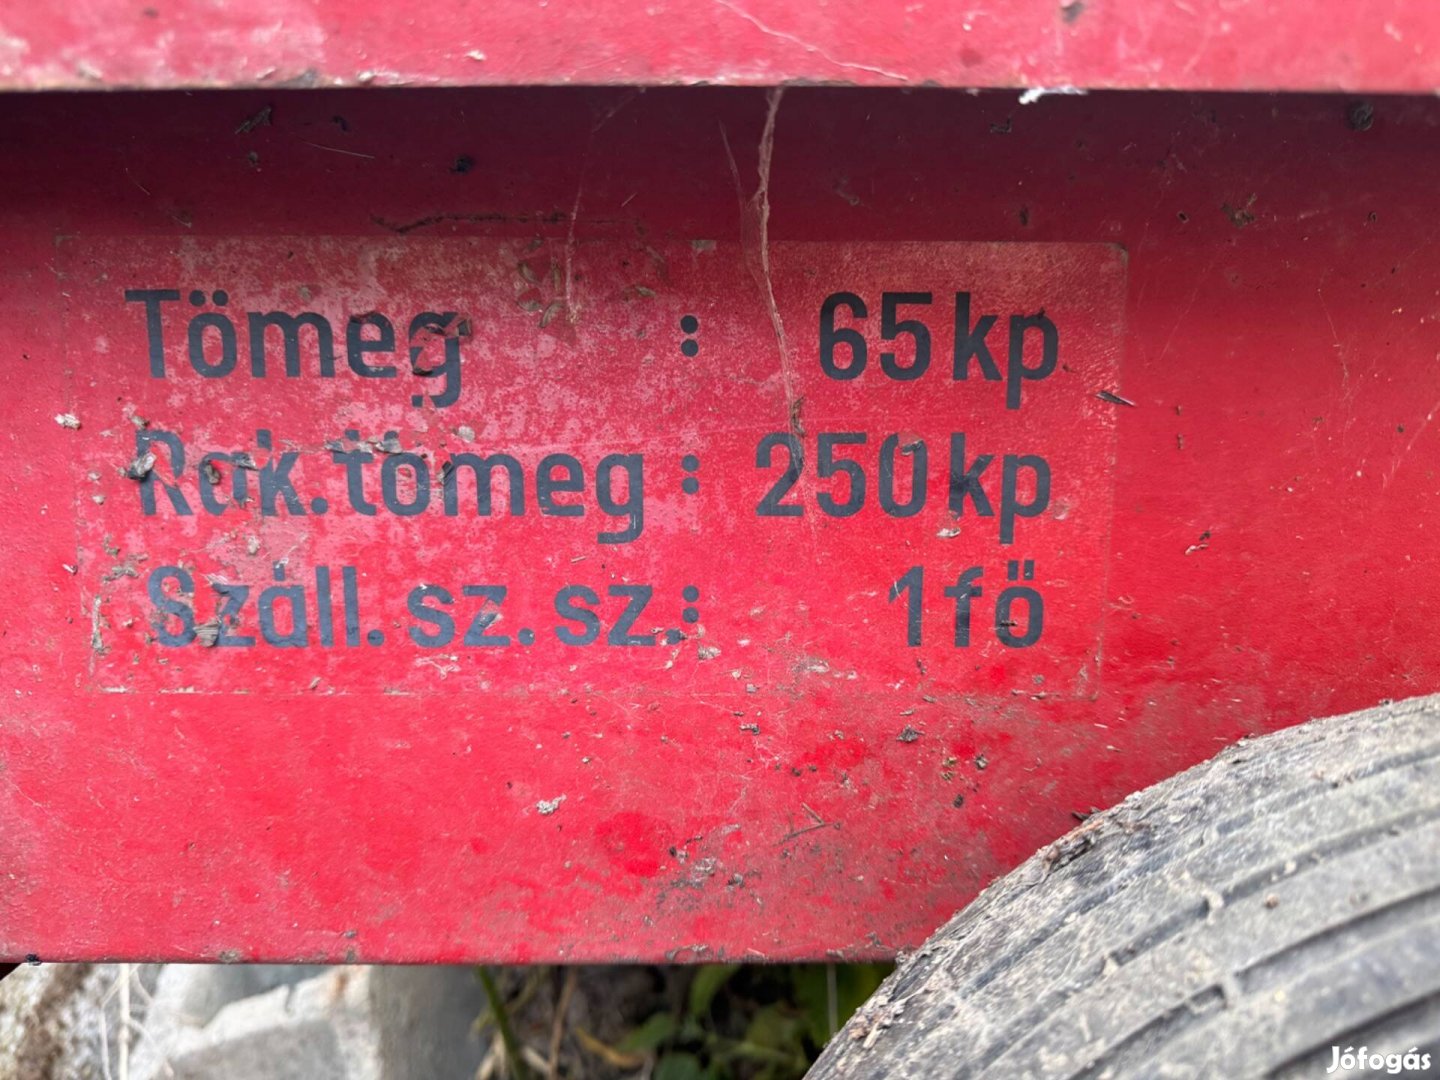 Tömeg : 65kp
Rak.tömeg : 250kp
Száll. sz. sz.: 1fő
Jófogás